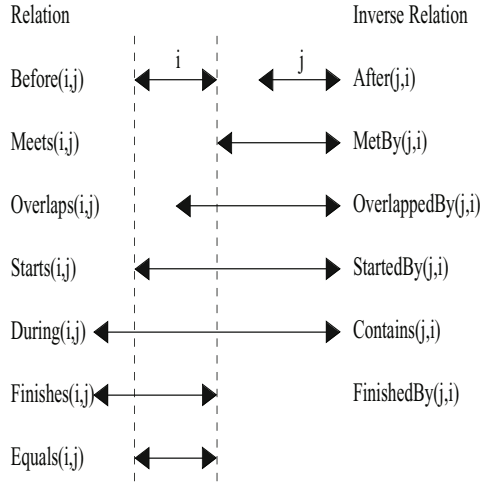 Relation Inverse Relation
i j
Before(i,j) After(j,i)
Meets(i,j) MetBy(j,i)
Overlaps(i,j) OverlappedBy(j,i)
Starts(i,j) StartedBy(j,i)
During(i,j) Contains(j,i)
Finishes(i,j) FinishedBy(j,i)
Equals(i,j)